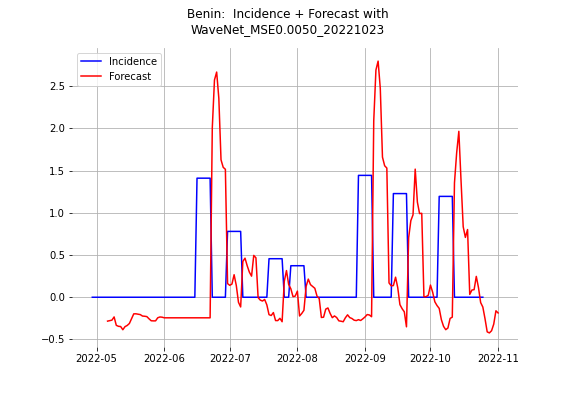 Benin:  Incidence + Forecast with
WaveNet_MSE0.0050_20221023
Incidence
Forecast
2.5
2.0
1.5
1.0
0.5
0.0
−0.5
2022-05 2022-06 2022-07 2022-08 2022-09 2022-10 2022-11